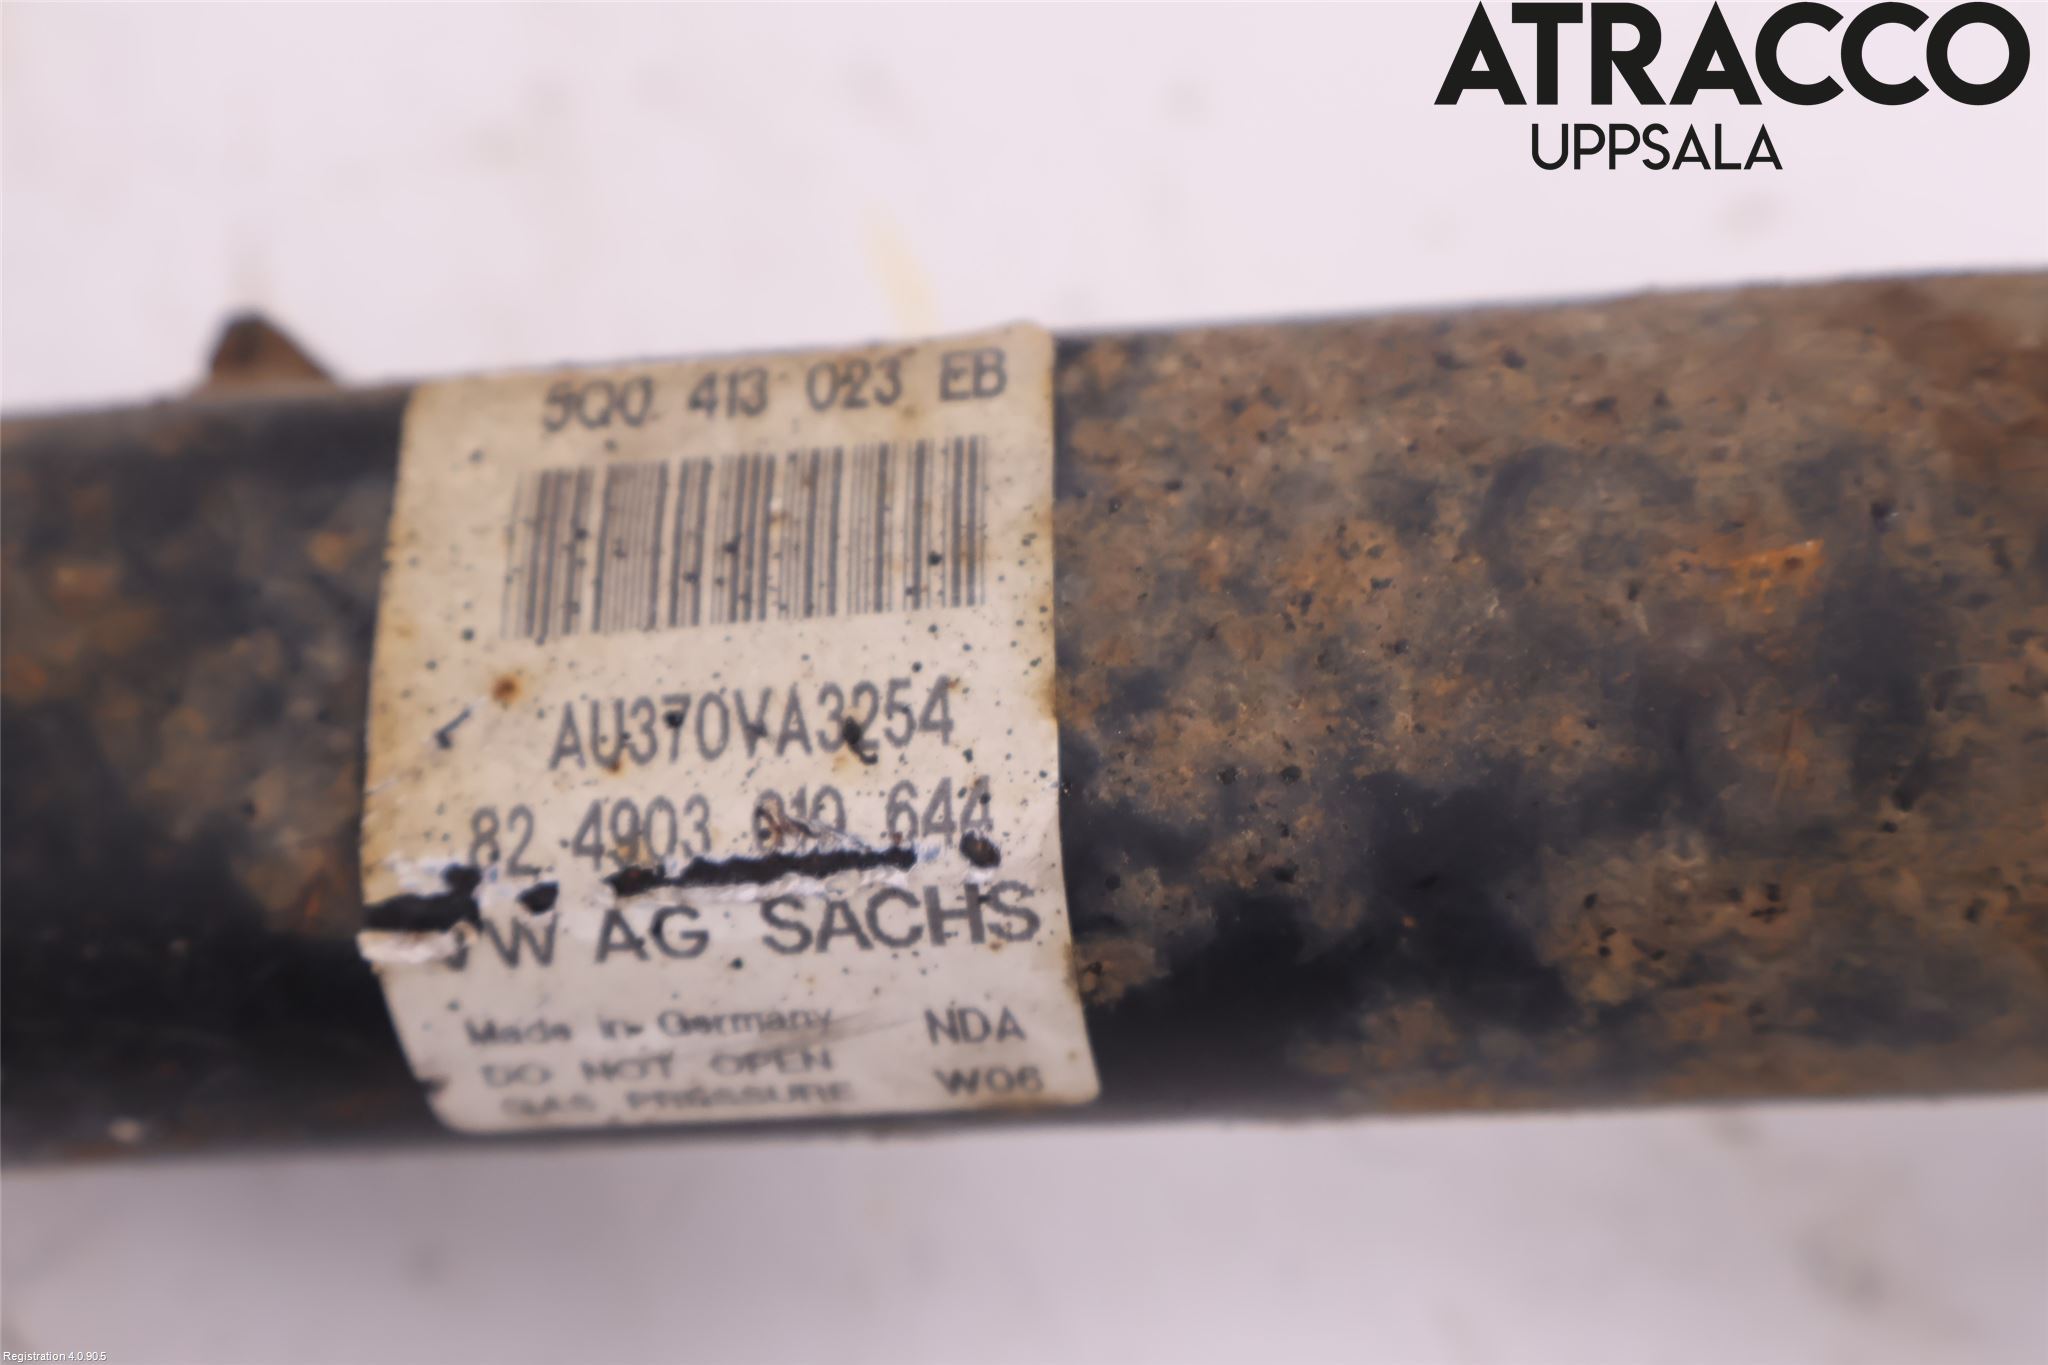 ATRACCO
UPPSALA
5Q0 413 023 EB
AU370VA3254
82 4903 010 644
VW AG SACHS
Made in Germany NDA
DO NOT OPEN
GAS PRESSURE W06
Registration 4.0.90.5